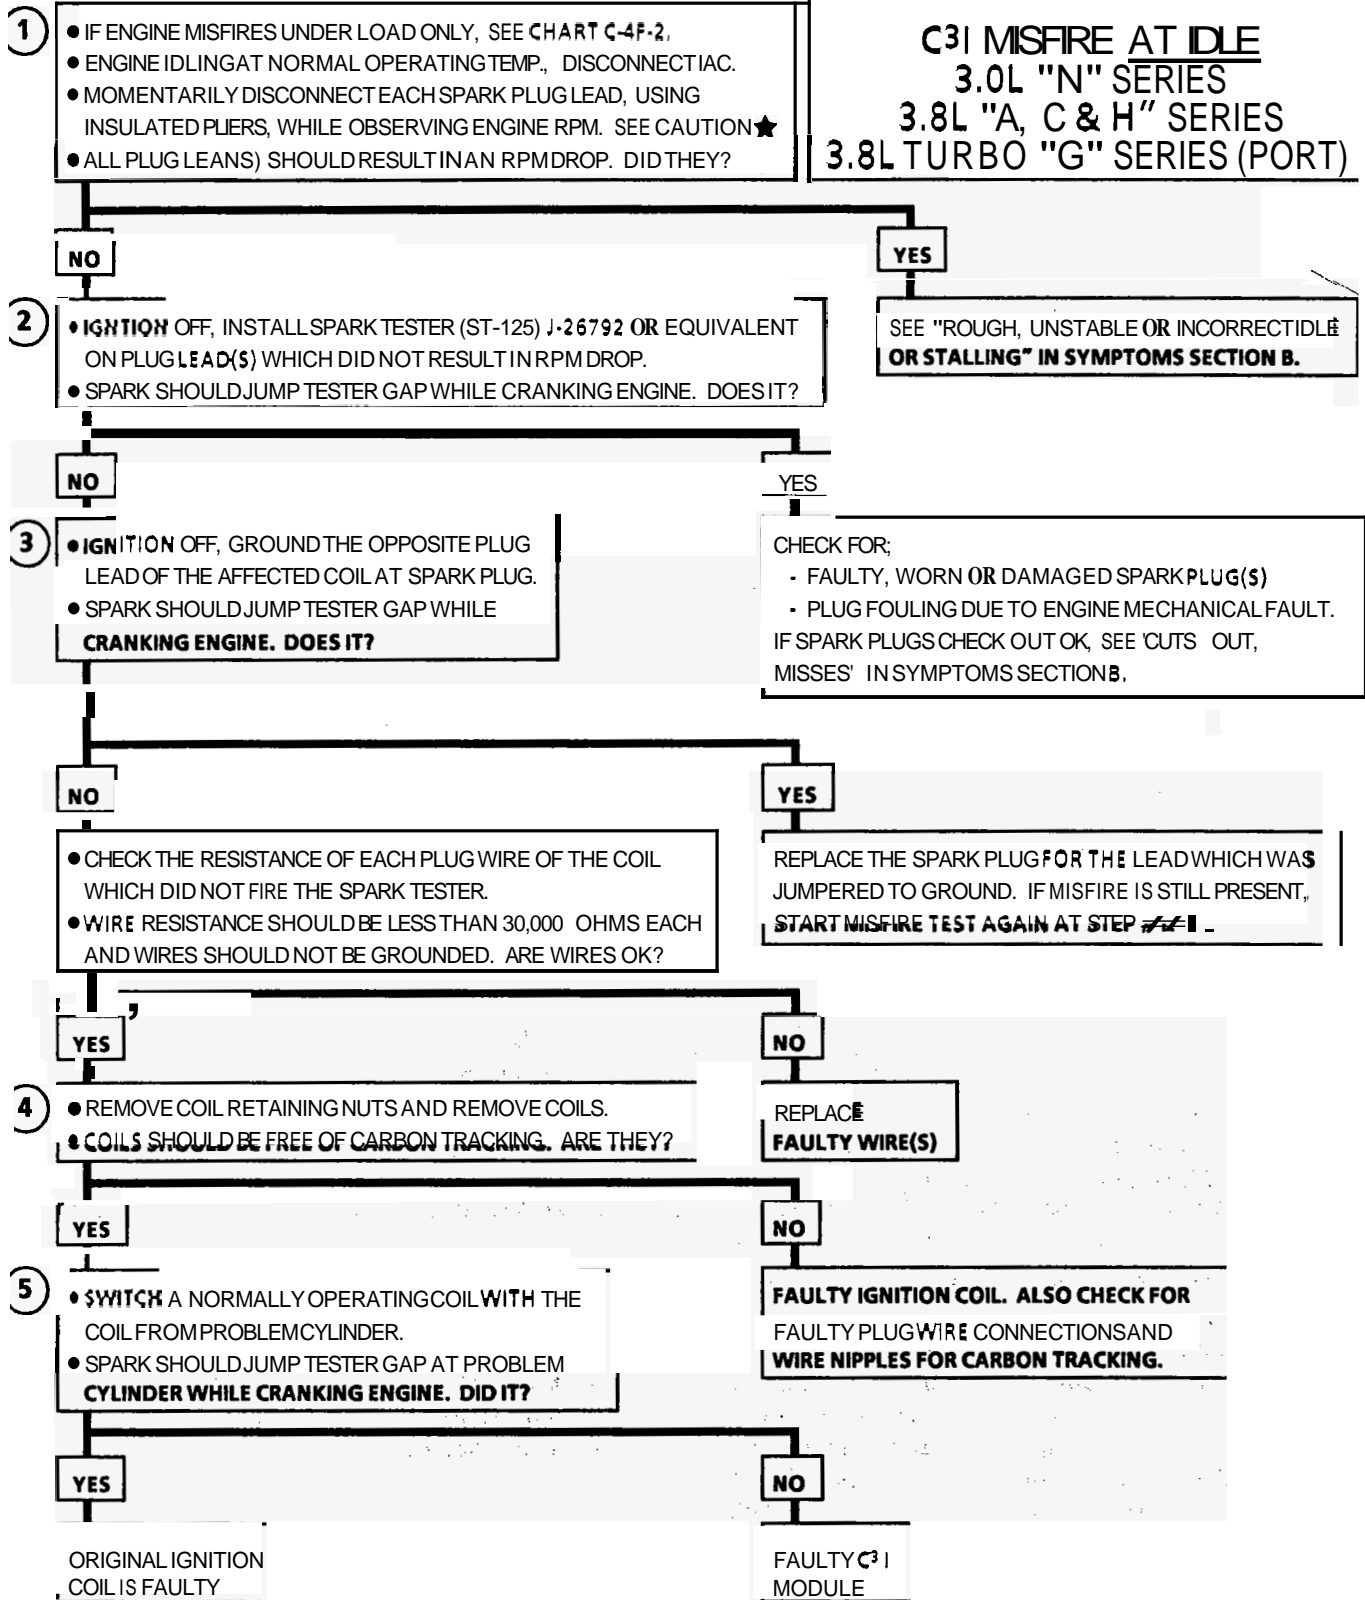 1
● IF ENGINE MISFIRES UNDER LOAD ONLY, SEE CHART C-4F-2.
● ENGINE IDLING AT NORMAL OPERATING TEMP., DISCONNECT IAC.
● MOMENTARILY DISCONNECT EACH SPARK PLUG LEAD, USING
INSULATED PLIERS, WHILE OBSERVING ENGINE RPM. SEE CAUTION ★
● ALL PLUG LEANS) SHOULD RESULT IN AN RPM DROP. DID THEY?
C³I MISFIRE AT IDLE
3.0L "N" SERIES
3.8L "A, C & H" SERIES
3.8L TURBO "G" SERIES (PORT)
NO
YES
2
● IGNTION OFF, INSTALL SPARK TESTER (ST-125) J-26792 OR EQUIVALENT
ON PLUG LEAD(S) WHICH DID NOT RESULT IN RPM DROP.
● SPARK SHOULD JUMP TESTER GAP WHILE CRANKING ENGINE. DOES IT?
SEE "ROUGH, UNSTABLE OR INCORRECT IDLE
OR STALLING" IN SYMPTOMS SECTION B.
NO
YES
3
● IGNITION OFF, GROUND THE OPPOSITE PLUG
LEAD OF THE AFFECTED COIL AT SPARK PLUG.
● SPARK SHOULD JUMP TESTER GAP WHILE
CRANKING ENGINE. DOES IT?
CHECK FOR;
- FAULTY, WORN OR DAMAGED SPARK PLUG(S)
- PLUG FOULING DUE TO ENGINE MECHANICAL FAULT.
IF SPARK PLUGS CHECK OUT OK, SEE 'CUTS OUT,
MISSES' IN SYMPTOMS SECTION B.
NO
YES
● CHECK THE RESISTANCE OF EACH PLUG WIRE OF THE COIL
WHICH DID NOT FIRE THE SPARK TESTER.
● WIRE RESISTANCE SHOULD BE LESS THAN 30,000 OHMS EACH
AND WIRES SHOULD NOT BE GROUNDED. ARE WIRES OK?
REPLACE THE SPARK PLUG FOR THE LEAD WHICH WAS
JUMPERED TO GROUND. IF MISFIRE IS STILL PRESENT,
START MISFIRE TEST AGAIN AT STEP
YES
NO
4
● REMOVE COIL RETAINING NUTS AND REMOVE COILS.
● COILS SHOULD BE FREE OF CARBON TRACKING. ARE THEY?
REPLACE
FAULTY WIRE(S)
YES
NO
5
● SWITCH A NORMALLY OPERATING COIL WITH THE
COIL FROM PROBLEM CYLINDER.
● SPARK SHOULD JUMP TESTER GAP AT PROBLEM
CYLINDER WHILE CRANKING ENGINE. DID IT?
FAULTY IGNITION COIL. ALSO CHECK FOR
FAULTY PLUG WIRE CONNECTIONS AND
WIRE NIPPLES FOR CARBON TRACKING.
YES
NO
ORIGINAL IGNITION
COIL IS FAULTY
FAULTY C³I
MODULE